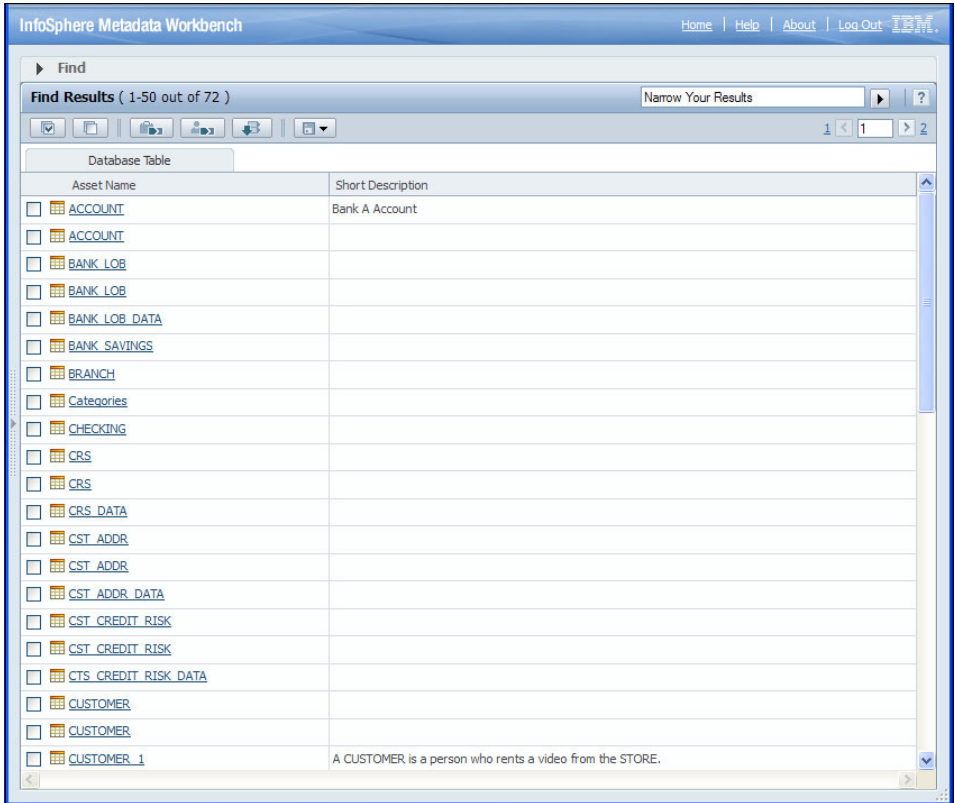 InfoSphere Metadata Workbench Home | Help | About | Log Out IBM.
Find
Find Results ( 1-50 out of 72 ) Narrow Your Results ?
1 < 1 > 2
Database Table
Asset Name Short Description
ACCOUNT Bank A Account
ACCOUNT
BANK_LOB
BANK_LOB
BANK_LOB_DATA
BANK_SAVINGS
BRANCH
Categories
CHECKING
CRS
CRS
CRS_DATA
CST_ADDR
CST_ADDR
CST_ADDR_DATA
CST_CREDIT_RISK
CST_CREDIT_RISK
CTS_CREDIT_RISK_DATA
CUSTOMER
CUSTOMER
CUSTOMER_1 A CUSTOMER is a person who rents a video from the STORE.